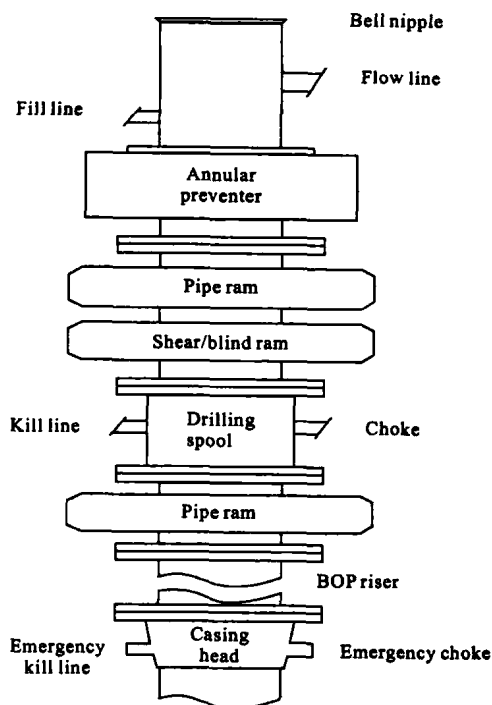 Bell nipple
Flow line
Fill line
Annular
preventer
Pipe ram
Shear/blind ram
Kill line
Drilling
spool
Choke
Pipe ram
BOP riser
Emergency
kill line
Casing
head
Emergency choke